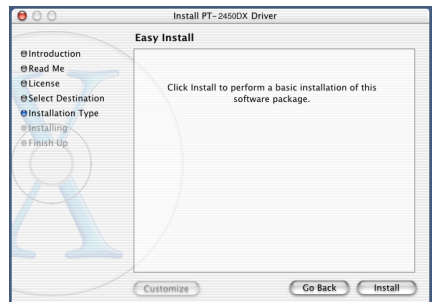 Install PT-2450DX Driver
Easy Install
Introduction
Read Me
License
Select Destination
Installation Type
Installing
Finish Up
Click Install to perform a basic installation of this
software package.
Customize
Go Back
Install